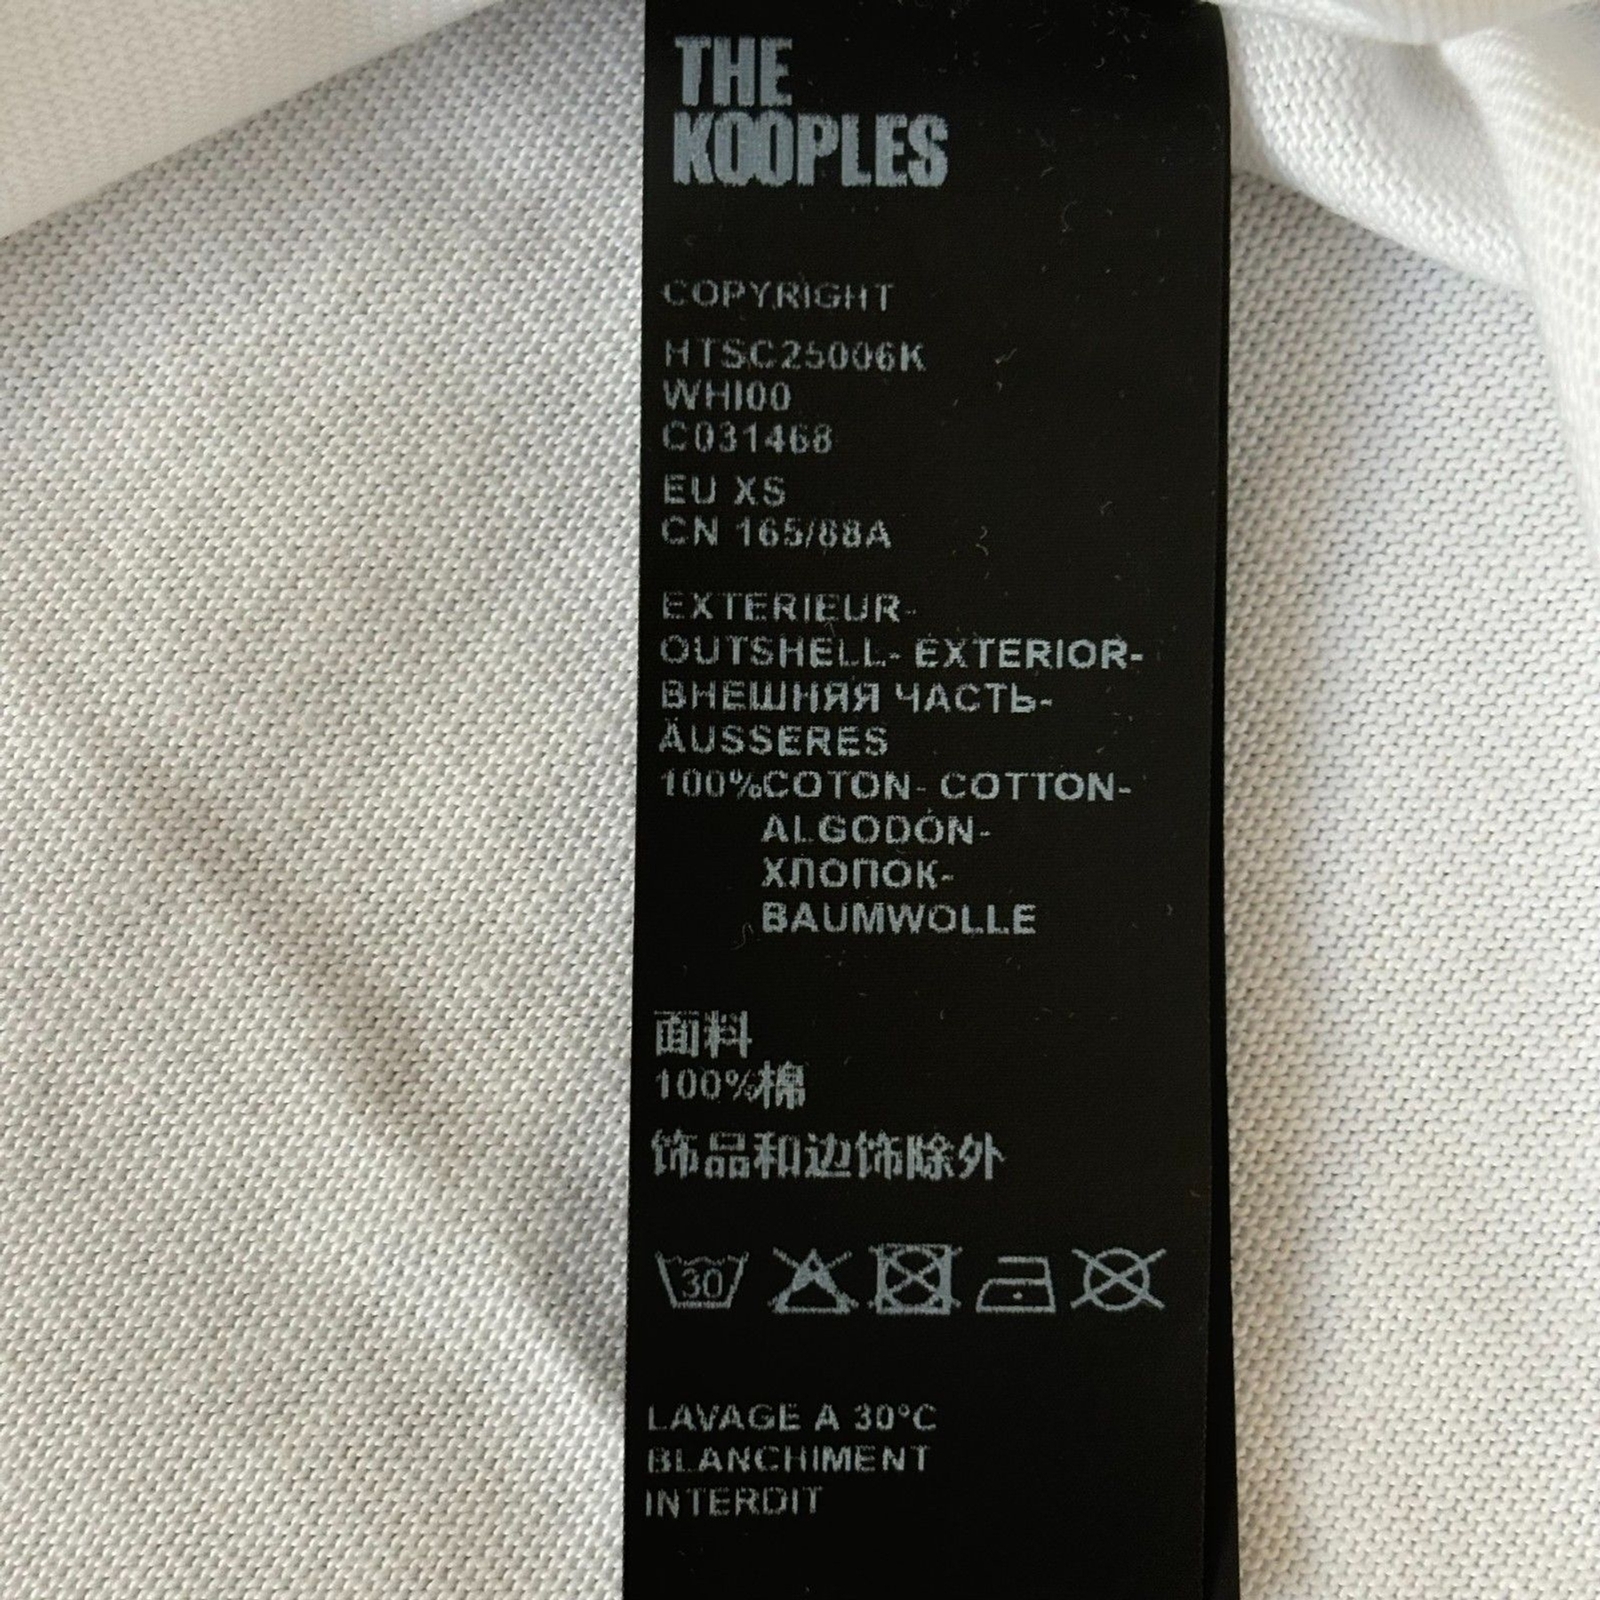 THE
KOOPLES
COPYRIGHT
HTSC25006K
WHI00
C031468
EU XS
CN 165/88A
EXTERIEUR-
OUTSHELL- EXTERIOR-
ВНЕШНЯЯ ЧАСТЬ-
ÄUSSERES
100%COTON- COTTON-
ALGODÓN-
ХЛОПОК-
BAUMWOLLE
面料
100%棉
饰品和边饰除外
30
LAVAGE A 30°C
BLANCHIMENT
INTERDIT